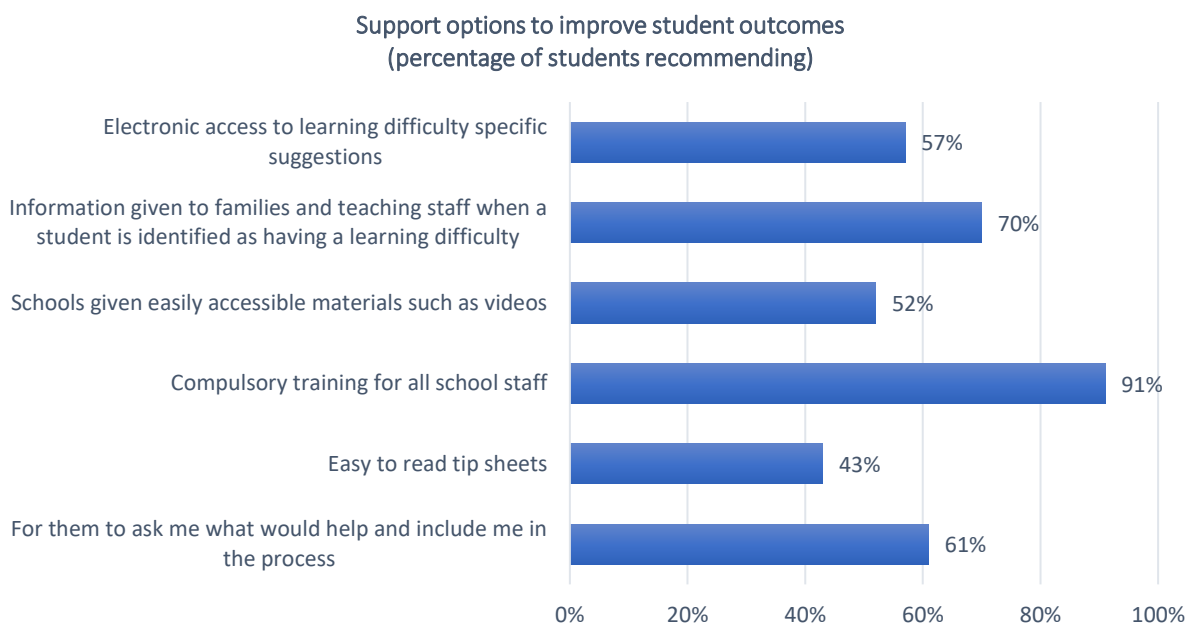 Support options to improve student outcomes
(percentage of students recommending)
Electronic access to learning difficulty specific
suggestions
57%
Information given to families and teaching staff when a
student is identified as having a learning difficulty
70%
Schools given easily accessible materials such as videos
52%
Compulsory training for all school staff
91%
Easy to read tip sheets
43%
For them to ask me what would help and include me in
the process
61%
0% 20% 40% 60% 80% 100%